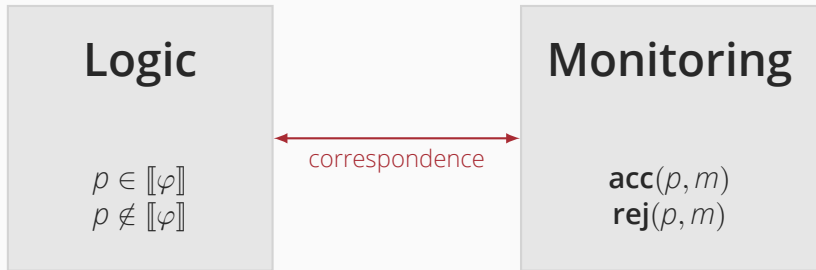 Logic
p ∈ ⟦φ⟧
p ∉ ⟦φ⟧
correspondence
Monitoring
acc(p, m)
rej(p, m)